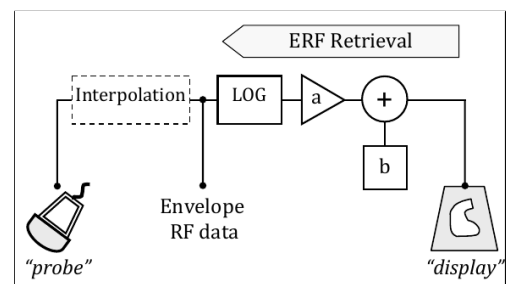 ERF Retrieval
Interpolation
LOG
a
+
b
Envelope
RF data
“probe”
“display”